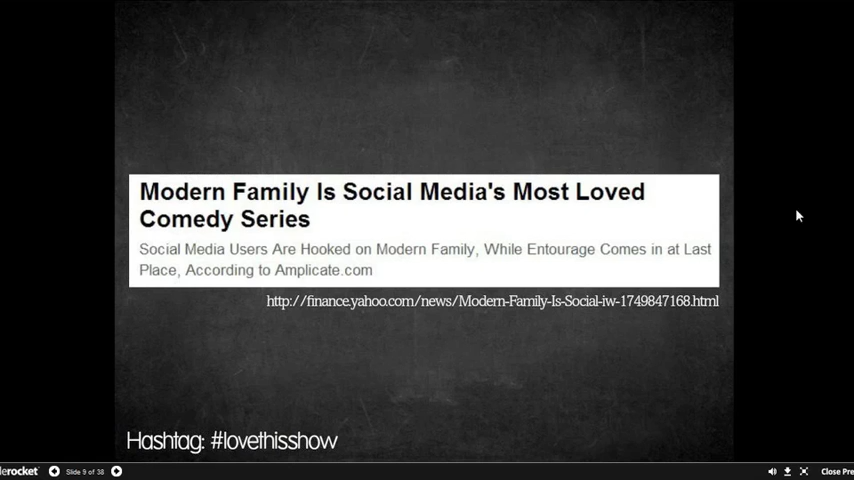 Modern Family Is Social Media's Most Loved
Comedy Series
Social Media Users Are Hooked on Modern Family, While Entourage Comes in at Last
Place, According to Amplicate.com
http://finance.yahoo.com/news/Modern-Family-Is-Social-iw-1749847168.html
Hashtag: #lovethisshow
lerocket Slide 9 of 38 Close Pre